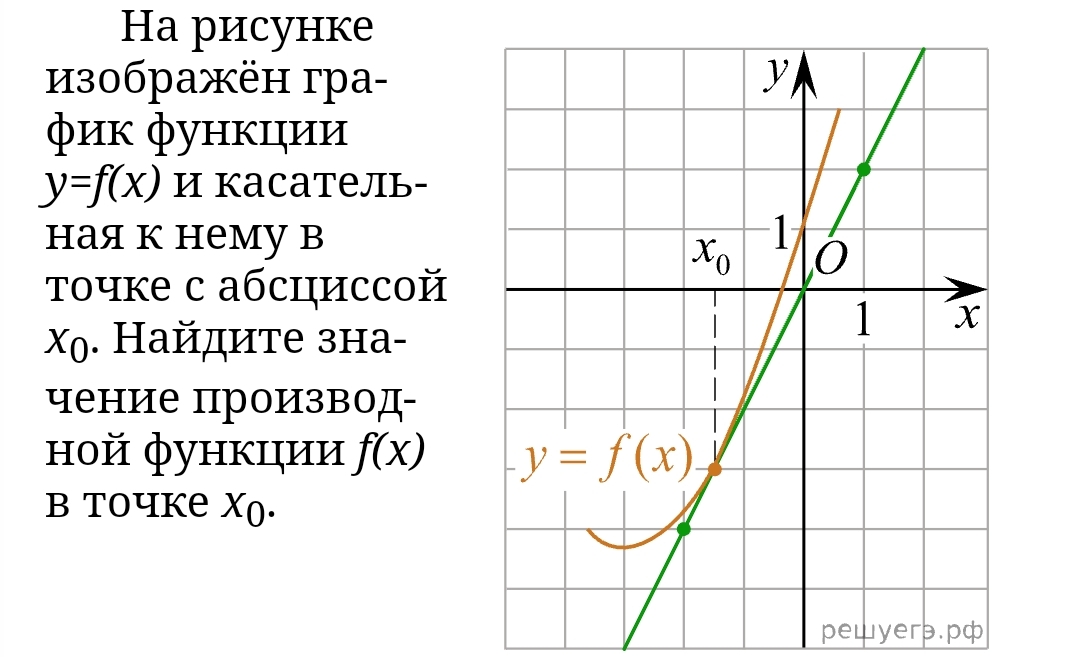 На рисунке
изображён гра-
фик функции
y=f(x) и касатель-
ная к нему в
точке с абсциссой
x₀. Найдите зна-
чение производ-
ной функции f(x)
в точке x₀.
y
1
x₀
O
1
x
y = f(x)
решуегэ.рф